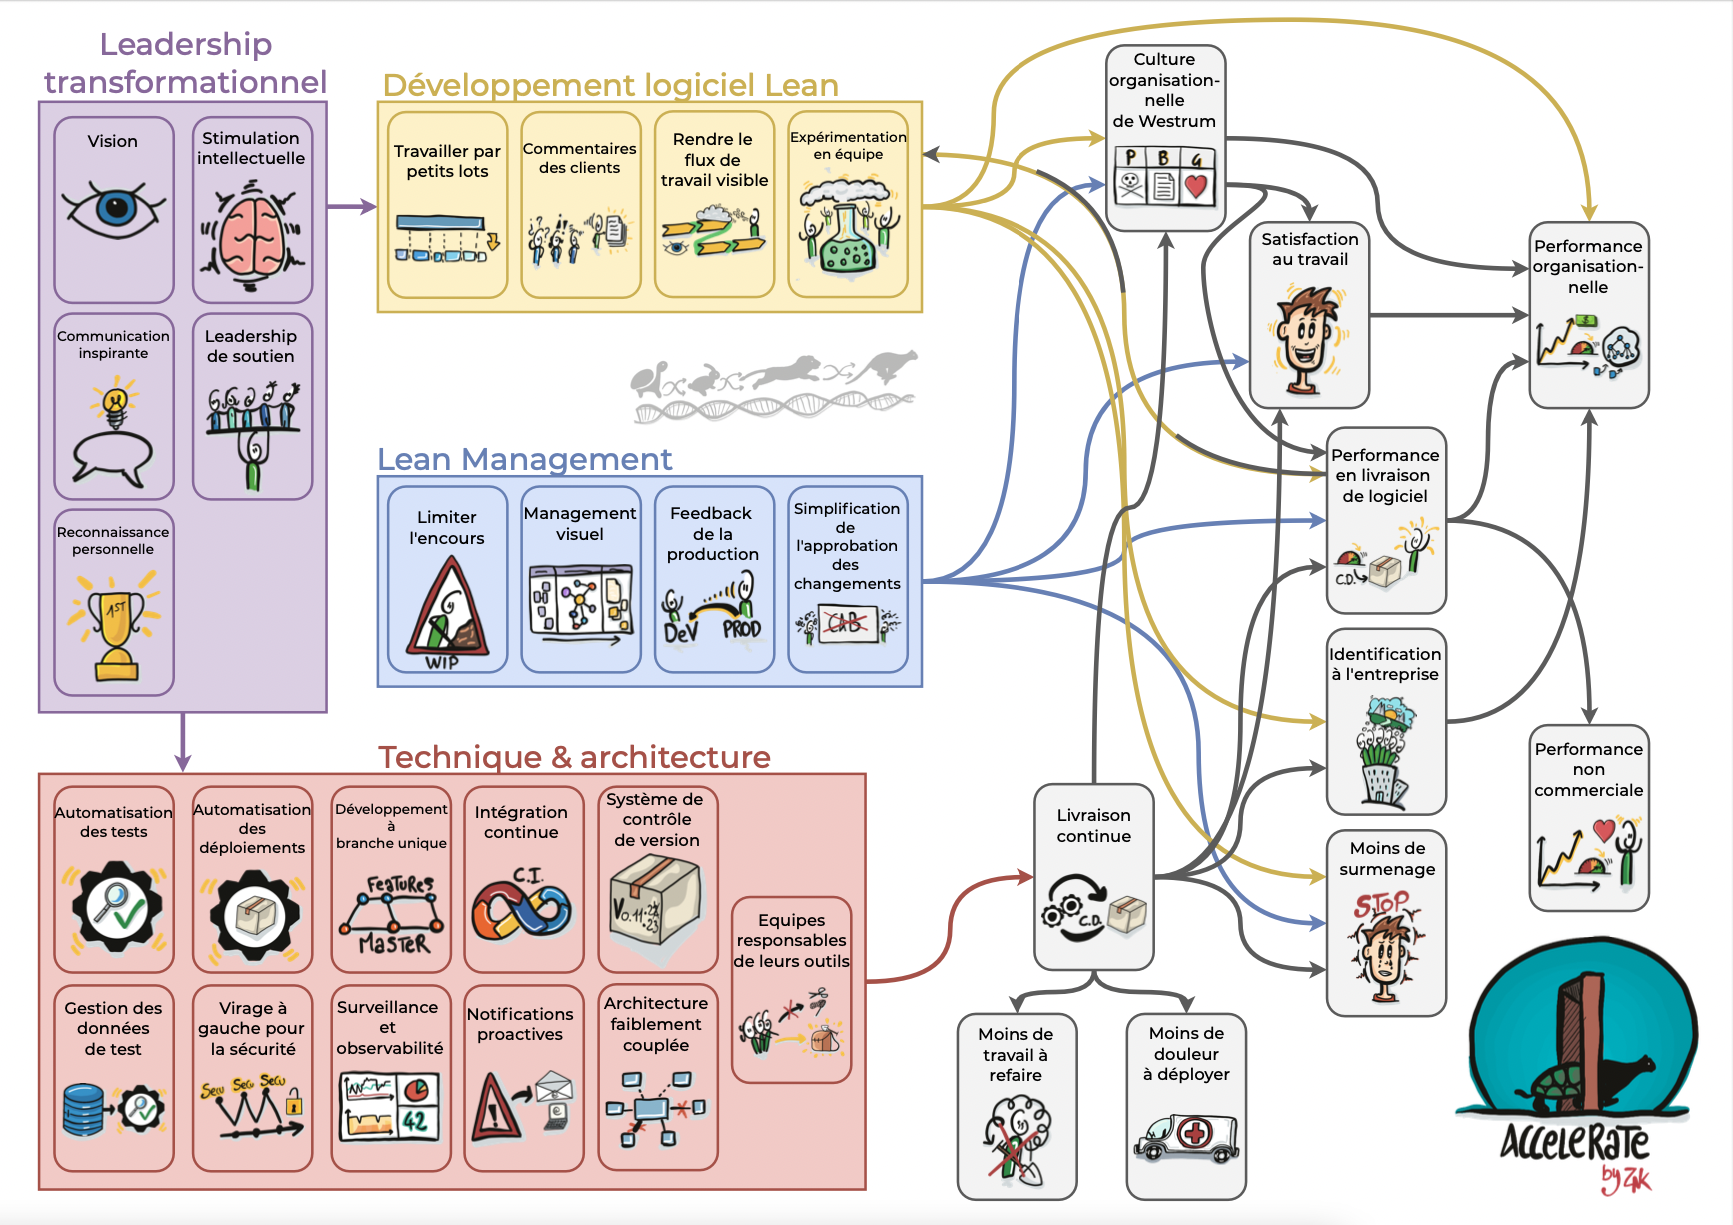 Leadership
transformationnel
Vision
Stimulation
intellectuelle
Communication
inspirante
Leadership
de soutien
Reconnaissance
personnelle
1ST
Développement logiciel Lean
Travailler par
petits lots
Commentaires
des clients
Rendre le
flux de
travail visible
Expérimentation
en équipe
Lean Management
Limiter
l'encours
WIP
Management
visuel
Feedback
de la
production
DEV PROD
Simplification
de
l'approbation
des
changements
CAB
Technique & architecture
Automatisation
des tests
Automatisation
des
déploiements
Développement
à
branche unique
FEATURES
MASTER
Intégration
continue
C.I.
Système de
contrôle
de version
Equipes
responsables
de leurs outils
Gestion des
données
de test
Virage à
gauche pour
la sécurité
Secu Secu Secu
Surveillance
et
observabilité
42
Notifications
proactives
Architecture
faiblement
couplée
Culture
organisation-
nelle
de Westrum
P B G
Satisfaction
au travail
Performance
organisation-
nelle
$
Performance
en livraison
de logiciel
C.D.
Identification
à l'entreprise
Performance
non
commerciale
Livraison
continue
C.D.
Moins de
surmenage
STOP
Moins de
travail à
refaire
Moins de
douleur
à déployer
ACCELERATE
by Znk